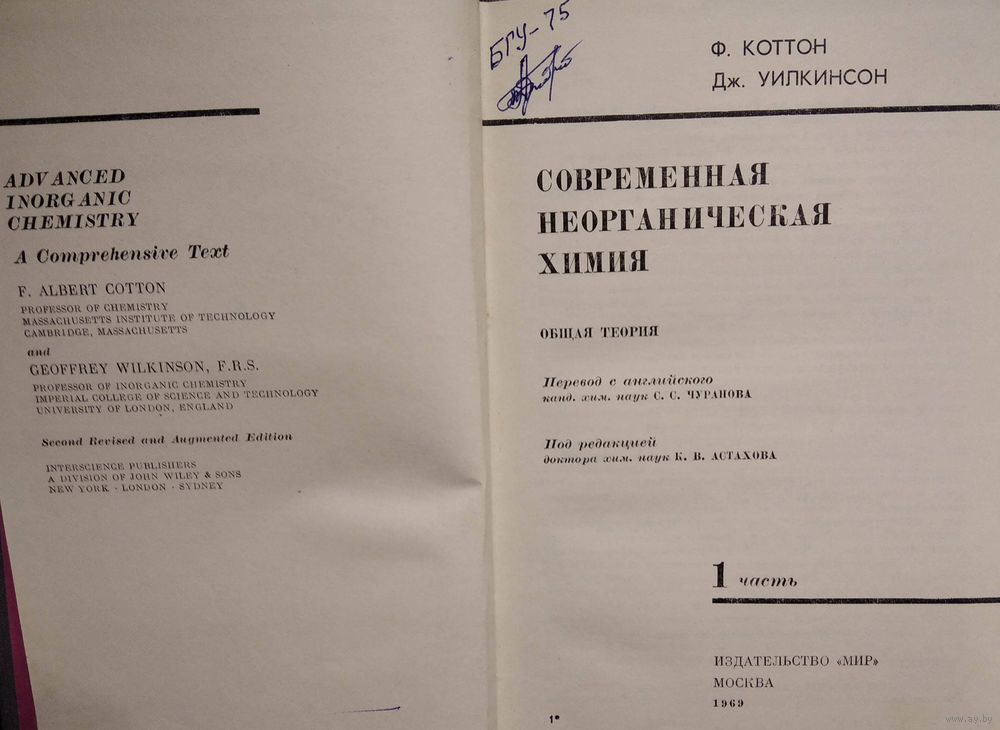 ADVANCED
INORGANIC
CHEMISTRY
A Comprehensive Text
F. ALBERT COTTON
PROFESSOR OF CHEMISTRY
MASSACHUSETTS INSTITUTE OF TECHNOLOGY
CAMBRIDGE, MASSACHUSETTS
and
GEOFFREY WILKINSON, F.R.S.
PROFESSOR OF INORGANIC CHEMISTRY
IMPERIAL COLLEGE OF SCIENCE AND TECHNOLOGY
UNIVERSITY OF LONDON, ENGLAND
Second Revised and Augmented Edition
INTERSCIENCE PUBLISHERS
A DIVISION OF JOHN WILEY & SONS
NEW YORK · LONDON · SYDNEY
БГУ-75
Ф. КОТТОН
Дж. УИЛКИНСОН
СОВРЕМЕННАЯ
НЕОРГАНИЧЕСКАЯ
ХИМИЯ
ОБЩАЯ ТЕОРИЯ
Перевод с английского
канд. хим. наук С. С. ЧУРАНОВА
Под редакцией
доктора хим. наук К. В. АСТАХОВА
1 часть
ИЗДАТЕЛЬСТВО «МИР»
МОСКВА
1969
1*
www.ay.by